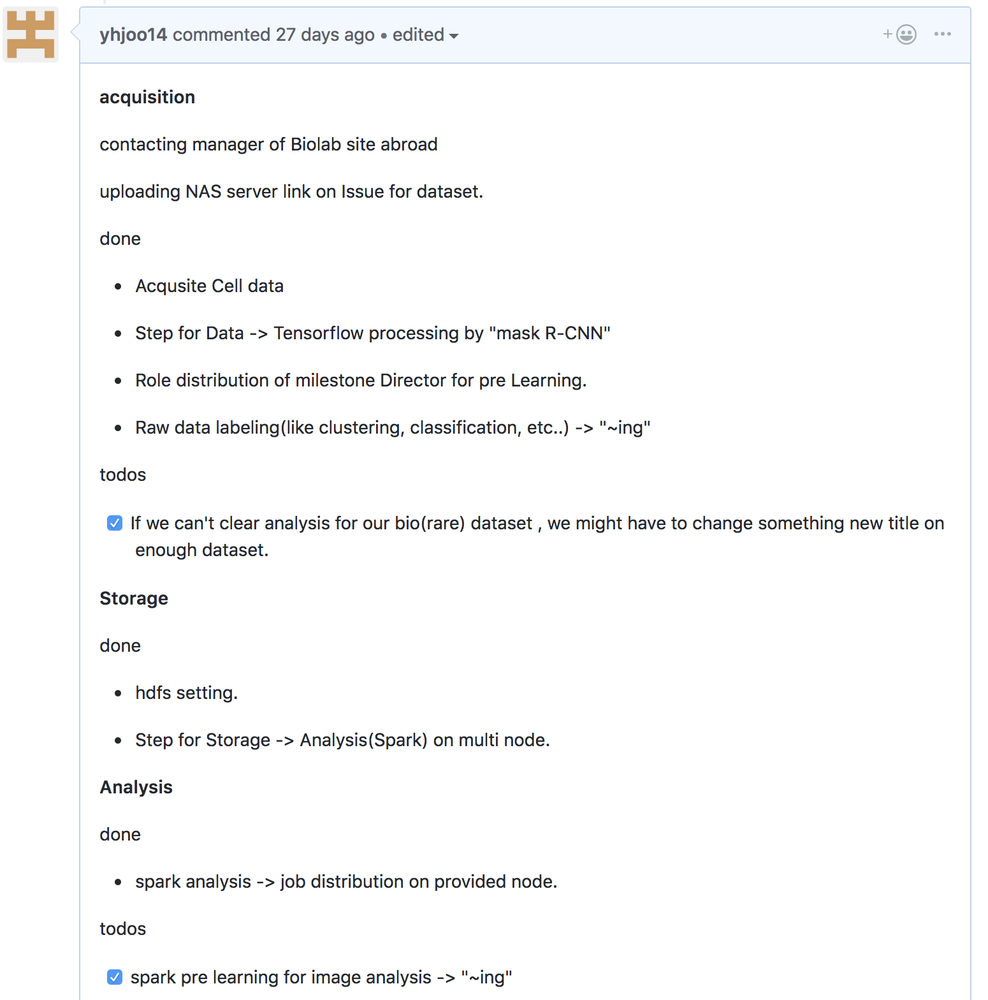 yhjoo14 commented 27 days ago • edited
acquisition
contacting manager of Biolab site abroad
uploading NAS server link on Issue for dataset.
done
• Acqusite Cell data
• Step for Data -> Tensorflow processing by "mask R-CNN"
• Role distribution of milestone Director for pre Learning.
• Raw data labeling(like clustering, classification, etc..) -> "~ing"
todos
If we can't clear analysis for our bio(rare) dataset , we might have to change something new title on
enough dataset.
Storage
done
• hdfs setting.
• Step for Storage -> Analysis(Spark) on multi node.
Analysis
done
• spark analysis -> job distribution on provided node.
todos
spark pre learning for image analysis -> "~ing"